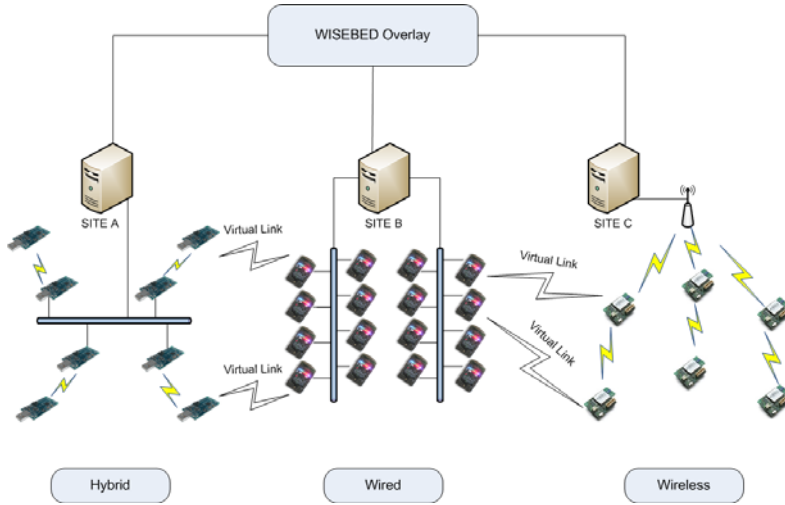 WISEBED Overlay
SITE A
SITE B
SITE C
Virtual Link
Virtual Link
Virtual Link
Virtual Link
Hybrid
Wired
Wireless